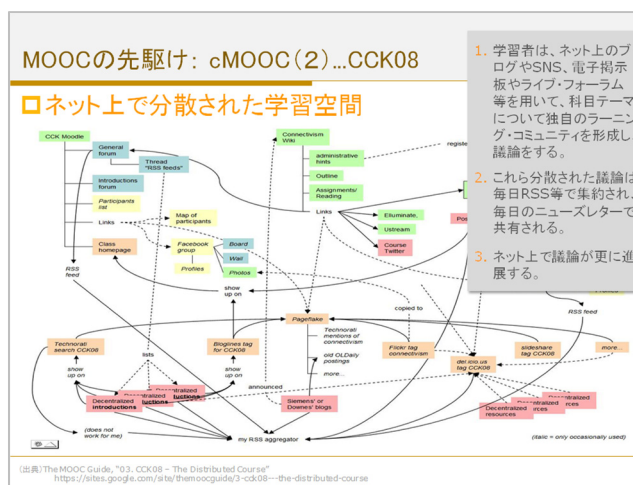 MOOCの先駆け: cMOOC(2)…CCK08
ネット上で分散された学習空間
1. 学習者は、ネット上のブ
ログやSNS、電子掲示
板やライブ・フォーラム
等を用いて、科目テーマ
について独自のラーニン
グ・コミュニティを形成し
議論をする。
2. これら分散された議論は
毎日RSS等で集約され、
毎日のニューズレターで
共有される。
3. ネット上で議論が更に進
展する。
CCK Moodle
General
forum
Thread
"RSS feeds"
Introductions
forum
Participants
list
Links
Map of
participants
Class
homepage
Facebook
group
Board
Wall
Photos
Profiles
Connectivism
Wiki
administrative
hints
Outline
Assignments/
Reading
Links
Elluminate,
Ustream
Course
Twitter
RSS
feed
show
up on
Pageflake
copied to
RSS feed
Technorati
search CCK08
Bloglines tag
for CCK08
Technorati
mentions of
connectivism
old OLDaily
postings
more...
Flickr tag
connectivism
del.icio.us
tag CCK08
slideshare
tag CCK08
more...
lists
show
up on
show
up on
Decentralized
introductions
announced
Siemens' or
Downes' blogs
Decentralized
resources
(does not
work for me)
my RSS aggregator
(italic = only occasionally used)
(出典)The MOOC Guide, "03. CCK08 – The Distributed Course"
https://sites.google.com/site/themoocguide/3-cck08---the-distributed-course